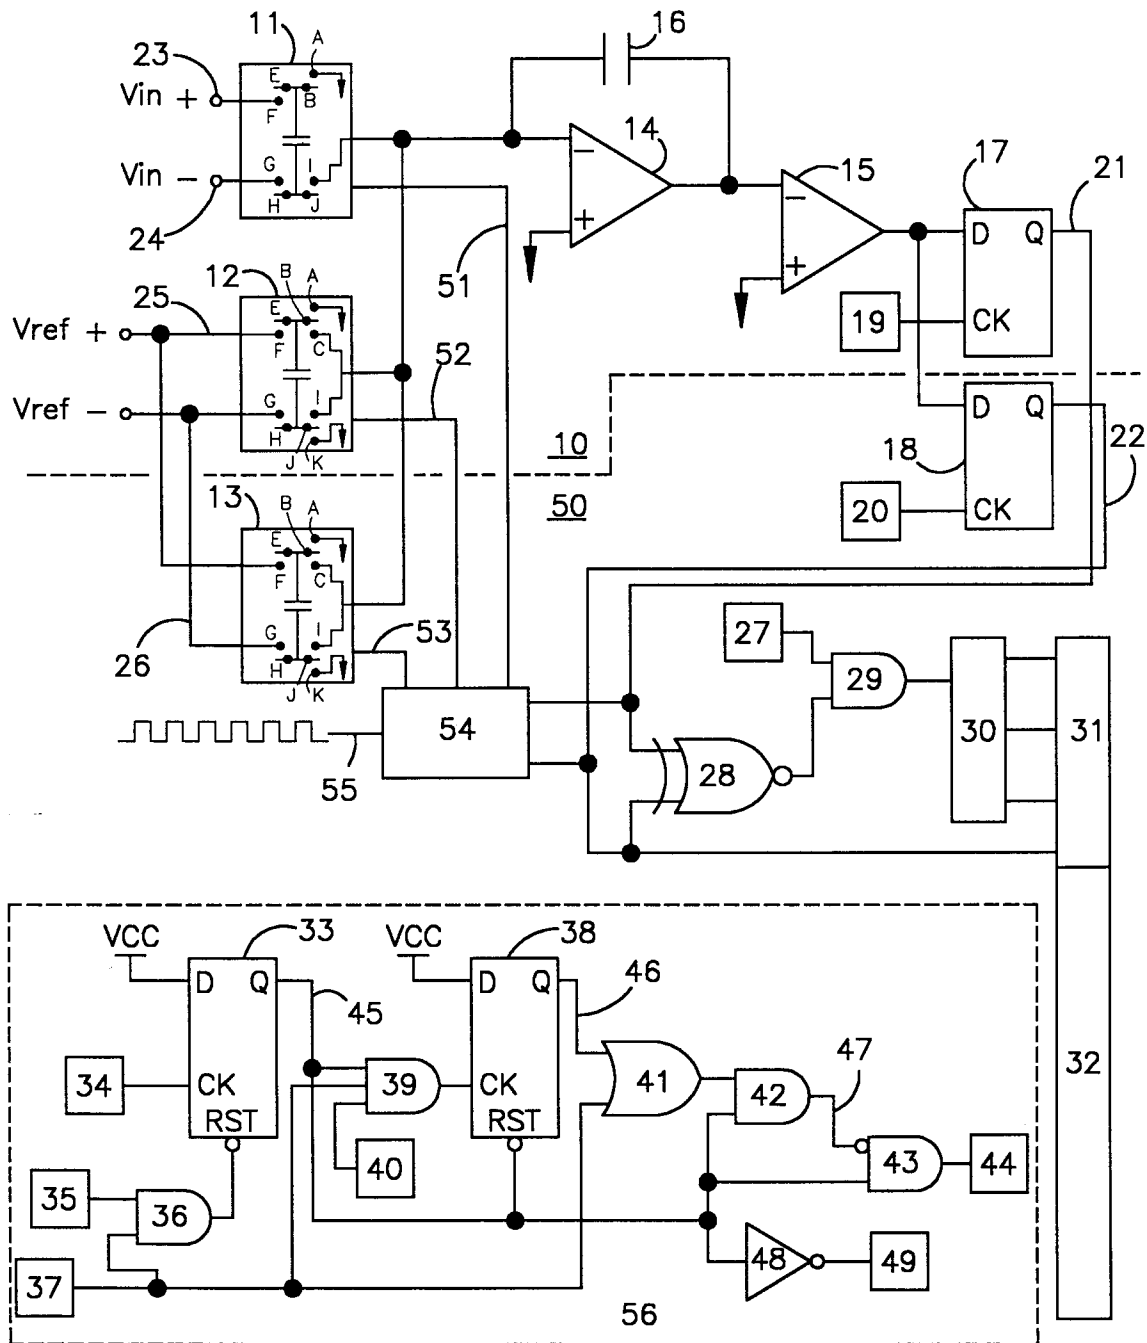 11
A
16
23
E
B
Vin +
F
14
15
17
21
G
I
Vin −
H
J
D
Q
24
51
12
B
A
25
E
Vref +
F
C
52
19
CK
G
I
Vref −
H
J
K
D
Q
10
18
22
13
B
A
50
20
CK
E
F
C
G
I
53
27
26
H
J
K
29
54
30
31
28
55
VCC
33
VCC
38
D
Q
D
Q
46
45
47
32
34
CK
39
CK
41
42
RST
RST
40
43
44
35
36
48
49
37
56